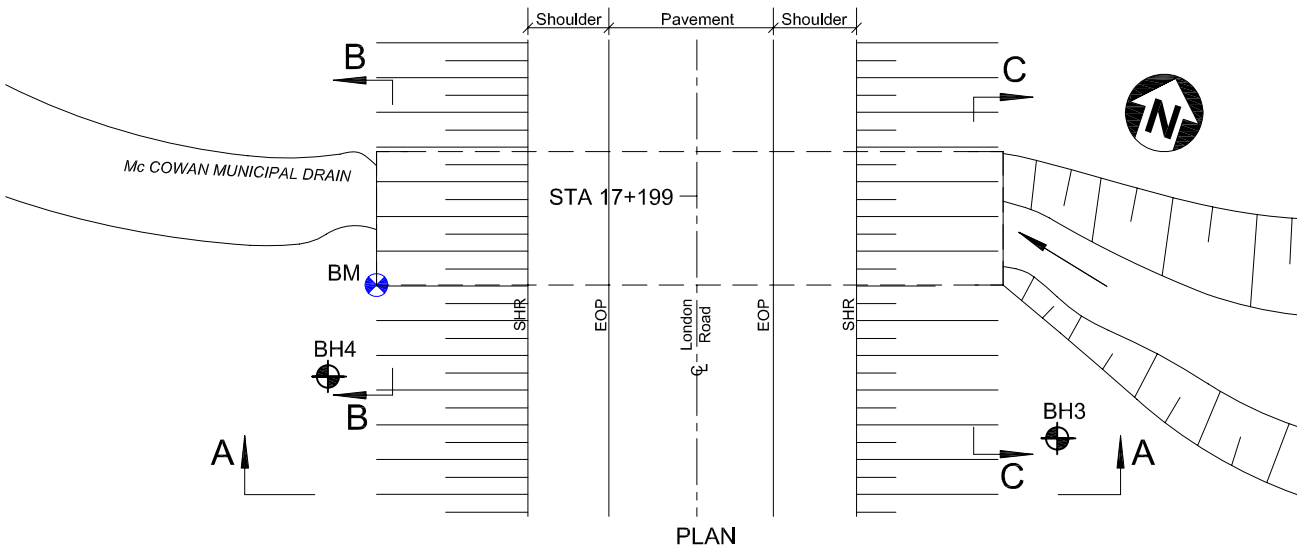 Shoulder Pavement Shoulder
B
C
N
Mc COWAN MUNICIPAL DRAIN
STA 17+199
BM
SHR
EOP
London
Road
EOP
SHR
BH4
℄
B
BH3
A
C
A
PLAN